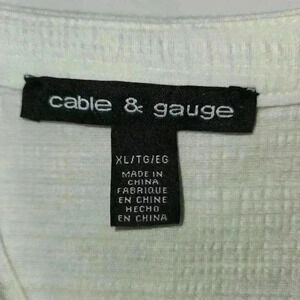 cable & gauge
XL/TG/EG
MADE IN
CHINA
FABRIQUE
EN CHINE
HECHO
EN CHINA